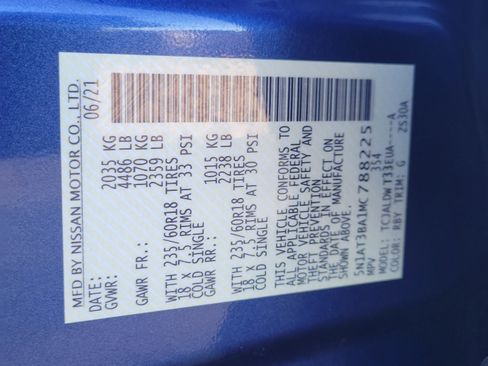 MFD BY NISSAN MOTOR CO., LTD.
DATE: 06/21
GVWR: 2035 KG
4486 LB
GAWR FR.: 1070 KG
2359 LB
WITH 235/60R18 TIRES
18 X 7.5 RIMS AT 33 PSI
COLD SINGLE
GAWR RR.: 1015 KG
2238 LB
WITH 235/60R18 TIRES
18 X 7.5 RIMS AT 30 PSI
COLD SINGLE
THIS VEHICLE CONFORMS TO
ALL APPLICABLE FEDERAL
MOTOR VEHICLE SAFETY AND
THEFT PREVENTION
STANDARDS IN EFFECT ON
THE DATE OF MANUFACTURE
SHOWN ABOVE.
5N1AT3BA1MC788225
MPV 354
MODEL: TCJALDWT33EUA----A
COLOR: RBY TRIM: G ZS30A